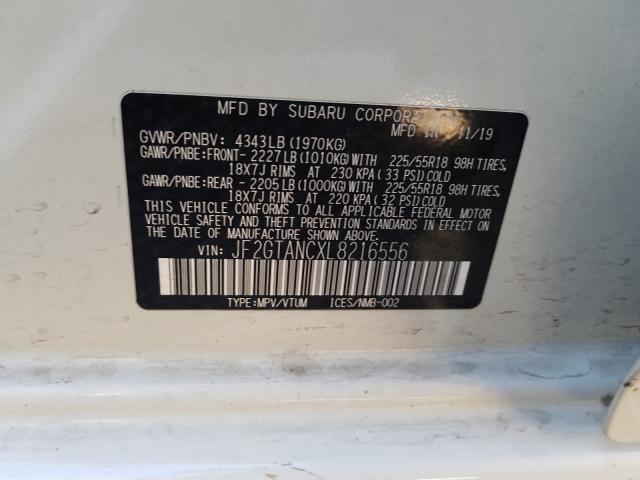 MFD BY SUBARU CORPORATION
MFD IN 11/19
GVWR/PNBV: 4343LB (1970KG)
GAWR/PNBE:FRONT- 2227LB (1010KG) WITH 225/55R18 98H TIRES
18X7J RIMS AT 230 KPA (33 PSI) COLD
GAWR/PNBE:REAR - 2205LB (1000KG) WITH 225/55R18 98H TIRES
18X7J RIMS AT 220 KPA (32 PSI) COLD
THIS VEHICLE CONFORMS TO ALL APPLICABLE FEDERAL MOTOR
VEHICLE SAFETY AND THEFT PREVENTION STANDARDS IN EFFECT ON
THE DATE OF MANUFACTURE SHOWN ABOVE.
VIN: JF2GTANCXL8216556
TYPE:MPV/VTUM ICES/NMB-002